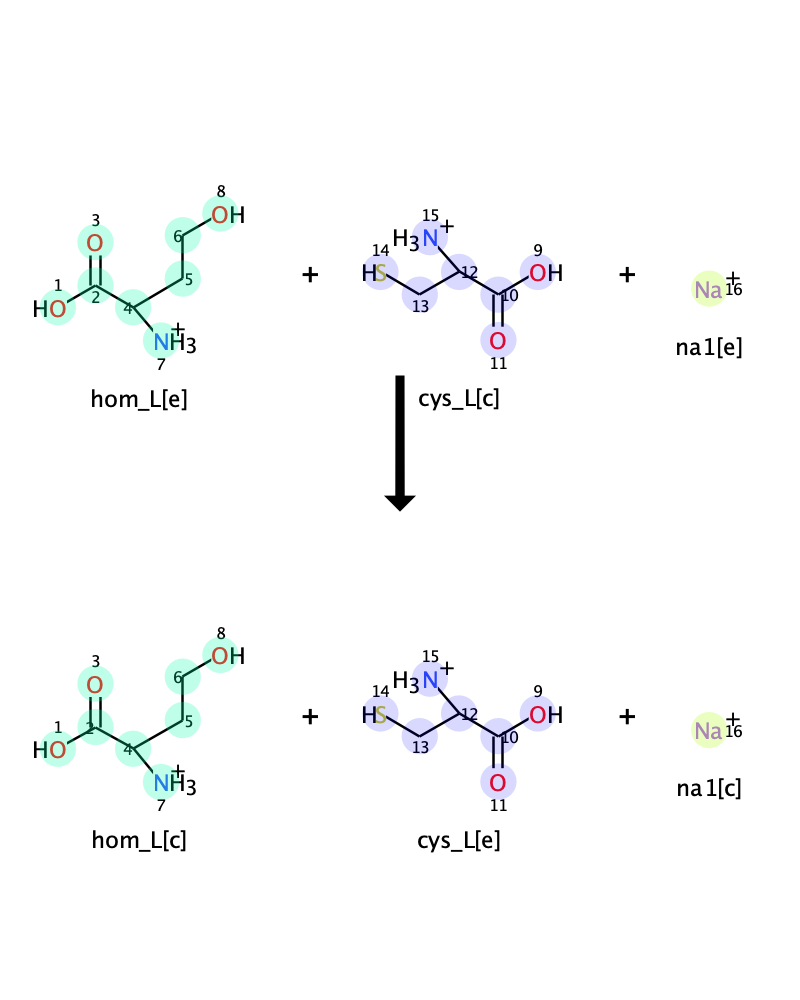 8
OH
3
O
6
5
1
HO
2
4
NH3
+
7
hom_L[e]
+
15
H3N
+
14
HS
12
9
OH
13
10
O
11
cys_L[c]
+
Na
+
16
na1[e]
8
OH
3
O
6
5
1
HO
2
4
NH3
+
7
hom_L[c]
+
15
H3N
+
14
HS
12
9
OH
13
10
O
11
cys_L[e]
+
Na
+
16
na1[c]